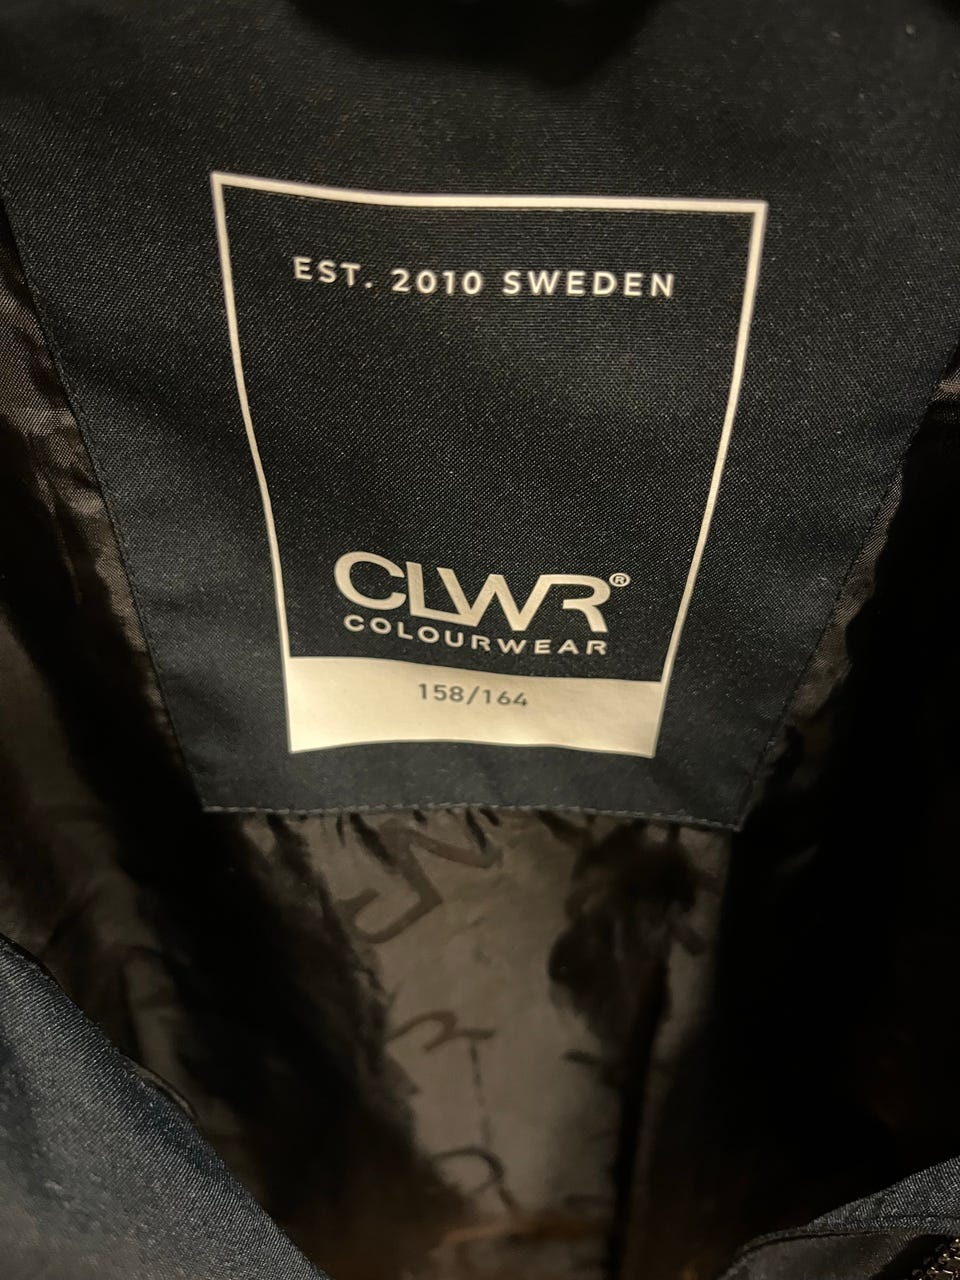 EST. 2010 SWEDEN
CLWR®
COLOURWEAR
158/164